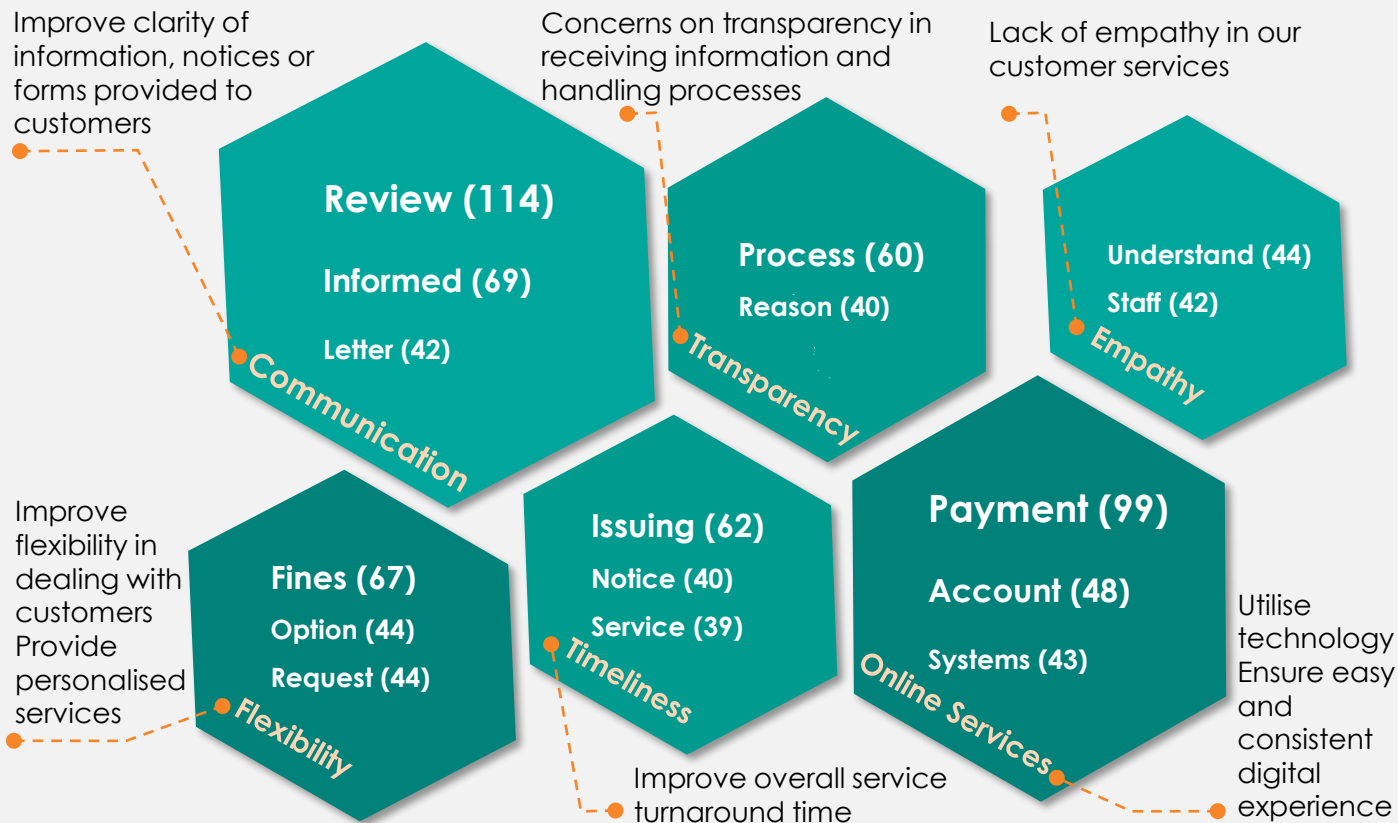 Improve clarity of
information, notices or
forms provided to
customers
Concerns on transparency in
receiving information and
handling processes
Lack of empathy in our
customer services
Review (114)
Informed (69)
Letter (42)
Communication
Process (60)
Reason (40)
Transparency
Understand (44)
Staff (42)
Empathy
Improve
flexibility in
dealing with
customers
Provide
personalised
services
Fines (67)
Option (44)
Request (44)
Flexibility
Issuing (62)
Notice (40)
Service (39)
Timeliness
Improve overall service
turnaround time
Payment (99)
Account (48)
Systems (43)
Online Services
Utilise
technology
Ensure easy
and
consistent
digital
experience